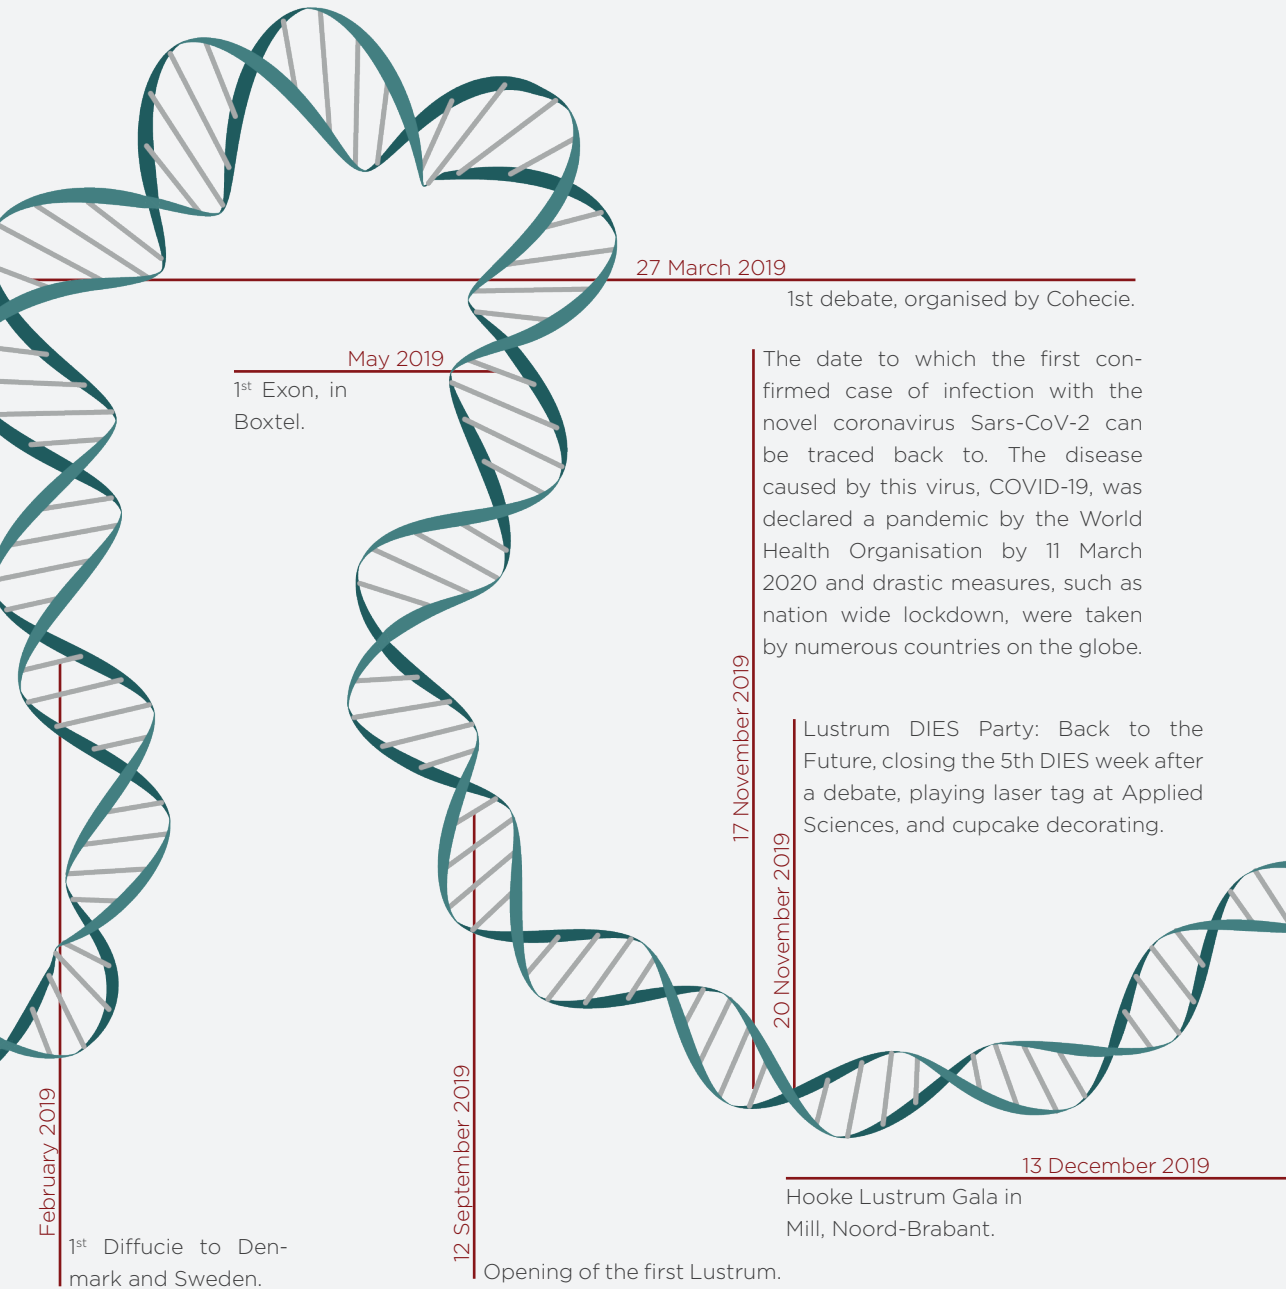 27 March 2019
1st debate, organised by Cohecie.
May 2019
1st Exon, in
Boxtel.
17 November 2019
The date to which the first con-
firmed case of infection with the
novel coronavirus Sars-CoV-2 can
be traced back to. The disease
caused by this virus, COVID-19, was
declared a pandemic by the World
Health Organisation by 11 March
2020 and drastic measures, such as
nation wide lockdown, were taken
by numerous countries on the globe.
20 November 2019
Lustrum DIES Party: Back to the
Future, closing the 5th DIES week after
a debate, playing laser tag at Applied
Sciences, and cupcake decorating.
February 2019
1st Diffucie to Den-
mark and Sweden.
12 September 2019
Opening of the first Lustrum.
13 December 2019
Hooke Lustrum Gala in
Mill, Noord-Brabant.